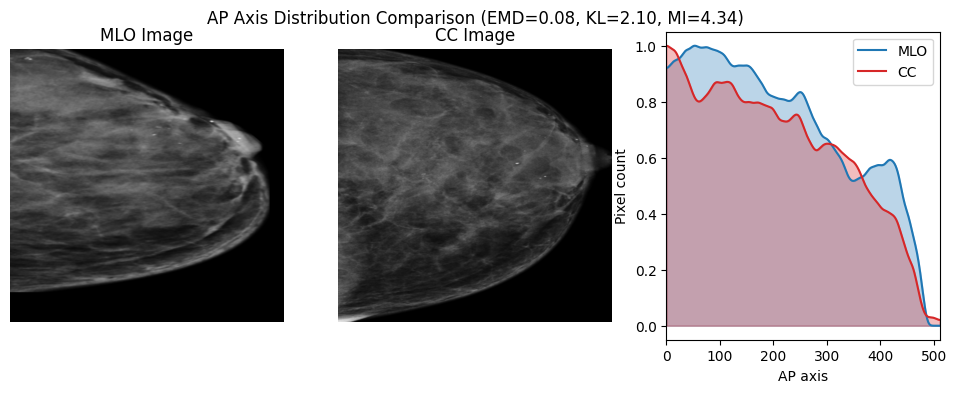 AP Axis Distribution Comparison (EMD=0.08, KL=2.10, MI=4.34)
MLO Image
CC Image
MLO
CC
Pixel count
1.0
0.8
0.6
0.4
0.2
0.0
0 100 200 300 400 500
AP axis